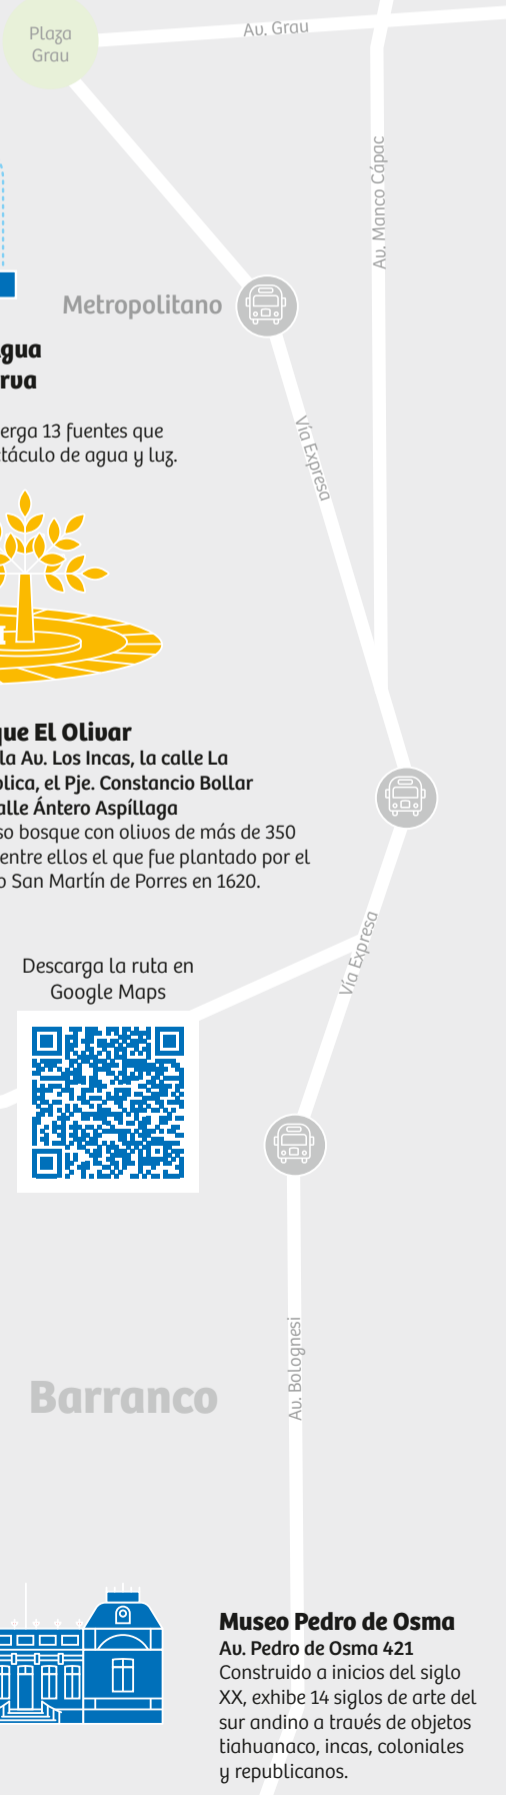 Plaza
Grau
Av. Grau
Av. Manco Cápac
Metropolitano
gua
rva
erga 13 fuentes que
táculo de agua y luz.
Vía Expresa
que El Olivar
la Av. Los Incas, la calle La
blica, el Pje. Constancio Bollar
alle Ántero Aspíllaga
so bosque con olivos de más de 350
entre ellos el que fue plantado por el
o San Martín de Porres en 1620.
Vía Expresa
Descarga la ruta en
Google Maps
Av. Bolognesi
Barranco
Museo Pedro de Osma
Av. Pedro de Osma 421
Construido a inicios del siglo
XX, exhibe 14 siglos de arte del
sur andino a través de objetos
tiahuanaco, incas, coloniales
y republicanos.